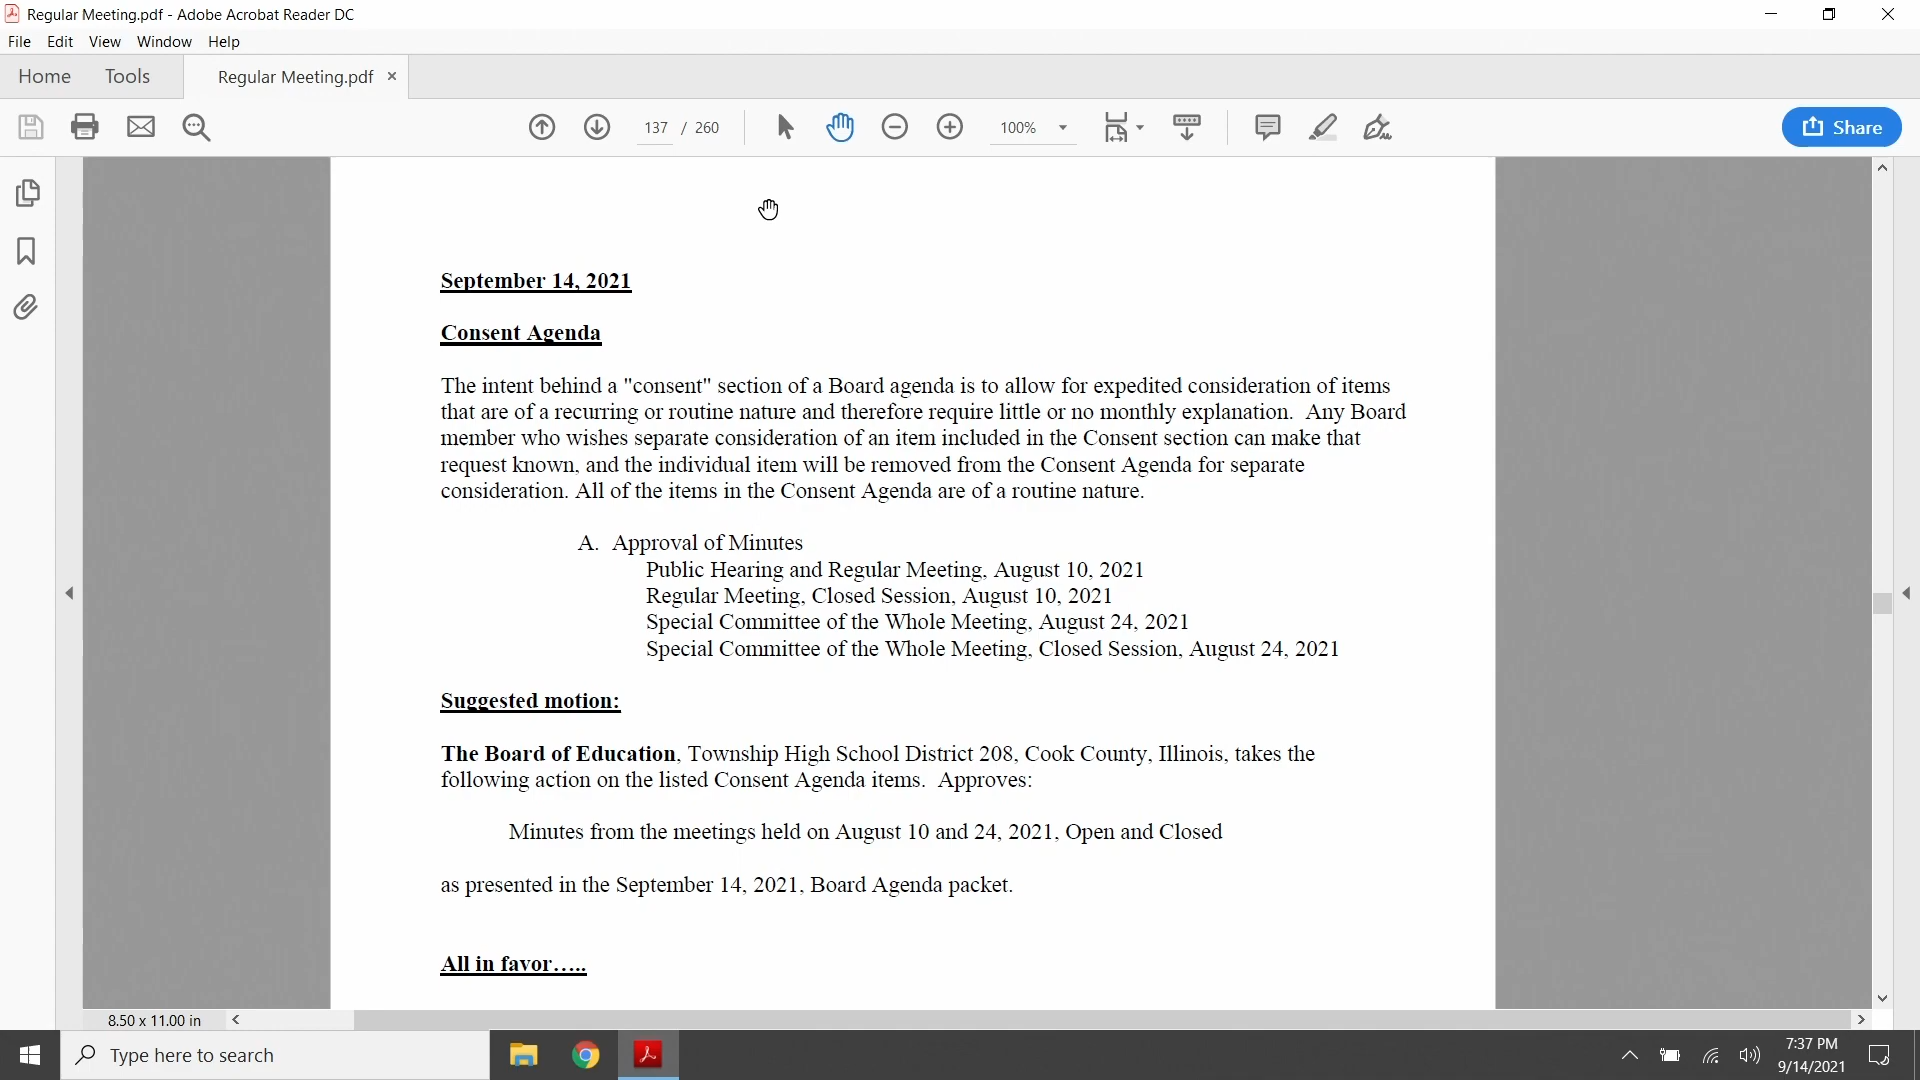 Regular Meeting.pdf - Adobe Acrobat Reader DC
File Edit View Window Help
Home Tools Regular Meeting.pdf ×
137 / 260 100% Share
September 14, 2021
Consent Agenda
The intent behind a "consent" section of a Board agenda is to allow for expedited consideration of items
that are of a recurring or routine nature and therefore require little or no monthly explanation. Any Board
member who wishes separate consideration of an item included in the Consent section can make that
request known, and the individual item will be removed from the Consent Agenda for separate
consideration. All of the items in the Consent Agenda are of a routine nature.
A. Approval of Minutes
Public Hearing and Regular Meeting, August 10, 2021
Regular Meeting, Closed Session, August 10, 2021
Special Committee of the Whole Meeting, August 24, 2021
Special Committee of the Whole Meeting, Closed Session, August 24, 2021
Suggested motion:
The Board of Education, Township High School District 208, Cook County, Illinois, takes the
following action on the listed Consent Agenda items. Approves:
Minutes from the meetings held on August 10 and 24, 2021, Open and Closed
as presented in the September 14, 2021, Board Agenda packet.
All in favor…..
8.50 x 11.00 in
Type here to search
7:37 PM
9/14/2021